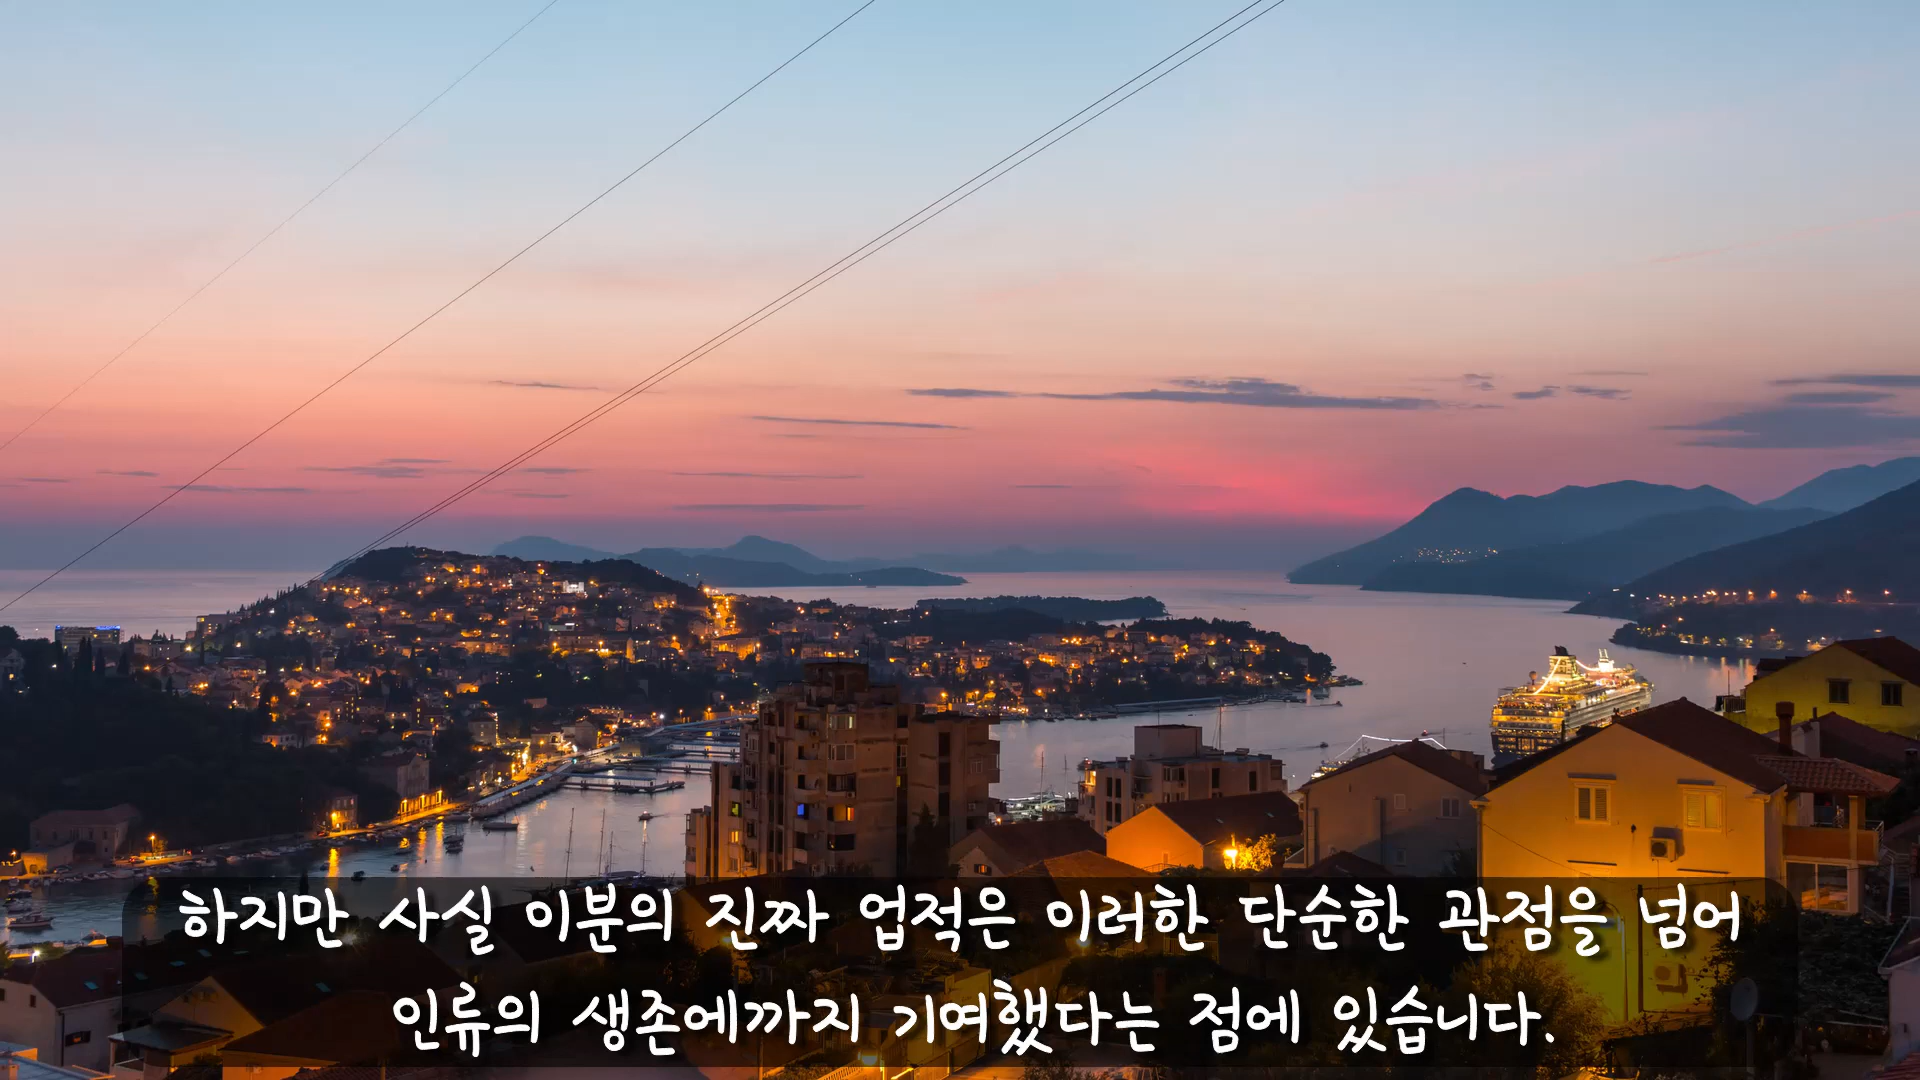 하지만 사실 이분의 진짜 업적은 이러한 단순한 관점을 넘어
인류의 생존에까지 기여했다는 점에 있습니다.